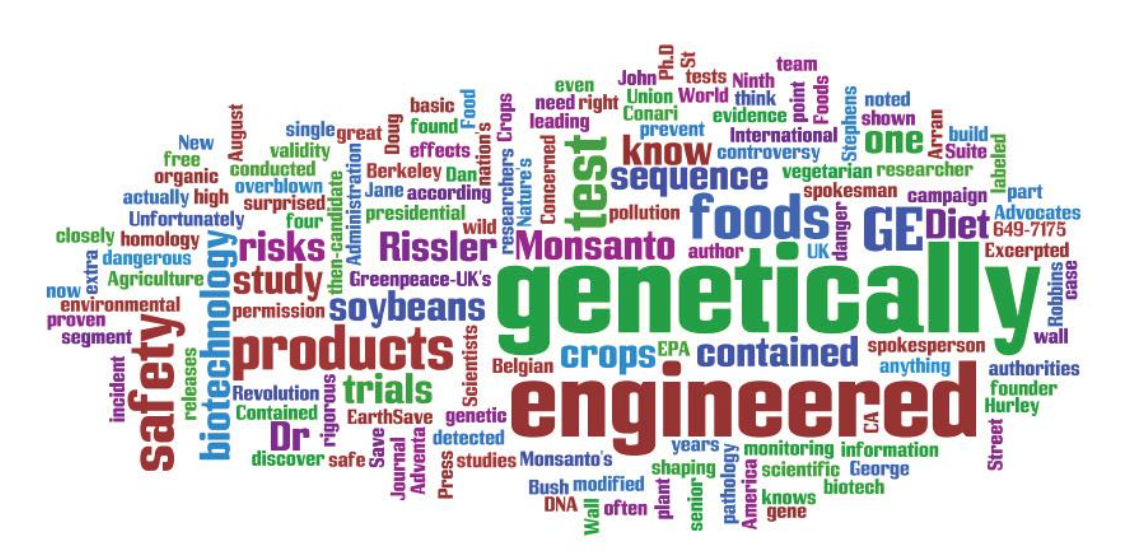 team
Ph.D
St
John
tests
Ninth
even
Union
World
think
point
Foods
need
right
Conari
evidence
leading
prevent
International
Stephens
noted
shown
basic
Food
Crops
Doug
found
nation's
August
single
great
effects
New
validity
free
conducted
organic
overblown
Administration
Berkeley
Dan
Jane
according
actually
high
surprised
four
then-candidate
presidential
wild
researchers
Nature's
Concerned
test
know
controversy
one
Arran
build
Suite
labeled
sequence
vegetarian
researcher
spokesman
campaign
part
pollution
foods
danger
GE
Diet
Advocates
649-7175
Unfortunately
closely
homology
dangerous
extra
Agriculture
biotechnology
risks
Rissler
Monsanto
author
UK
Excerpted
study
Greenpeace-UK's
genetically
Robbins
case
now
environmental
proven
segment
permission
soybeans
wall
safety
products
Scientists
Belgian
crops
EPA
contained
spokesperson
anything
authorities
incident
releases
Revolution
trials
engineered
CA
founder
Hurley
Contained
rigorous
EarthSave
genetic
Dr
Street
discover
safe
Save
Journal
Adventa
detected
Press
studies
Monsanto's
years
monitoring
information
shaping
pathology
scientific
George
Bush
modified
biotech
DNA
Wall
often
plant
senior
America
knows
gene